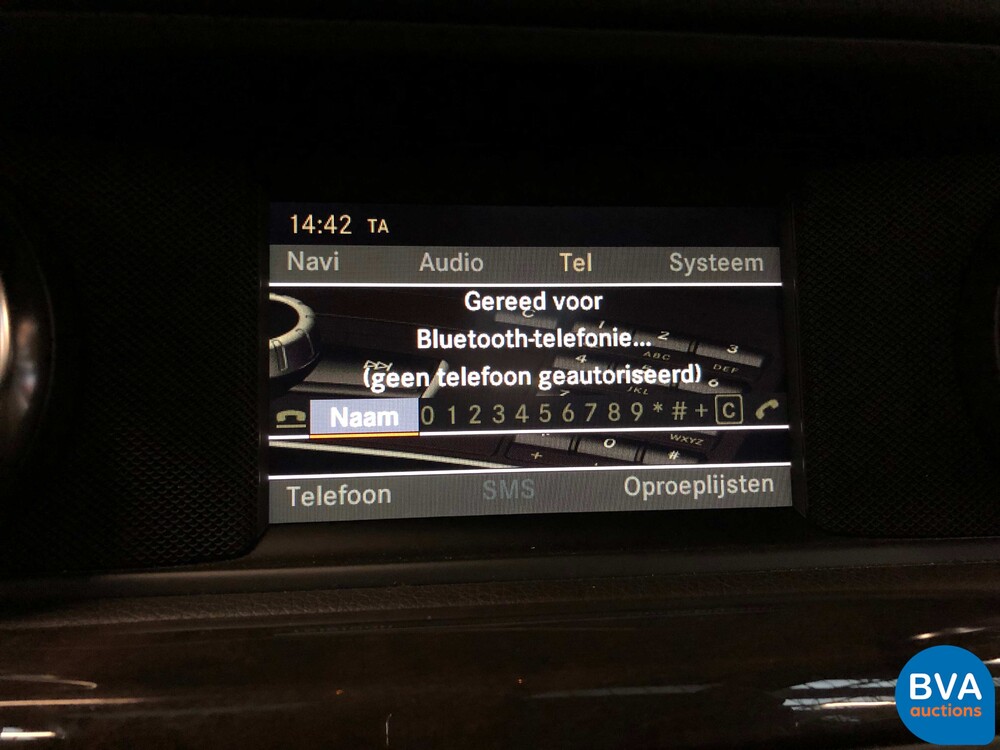 14:42 TA
Navi Audio Tel Systeem
Gereed voor
Bluetooth-telefonie...
(geen telefoon geautoriseerd)
Naam 0 1 2 3 4 5 6 7 8 9 * # + C
Telefoon SMS Oproeplijsten
BVA
auctions